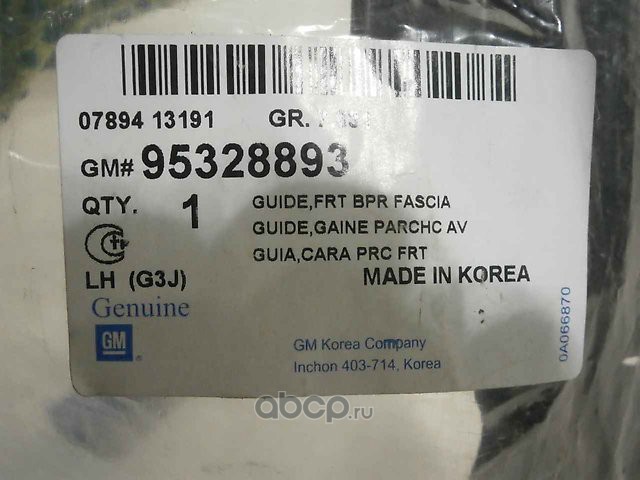 07894 13191 GR.
GM# 95328893
QTY. 1 GUIDE,FRT BPR FASCIA
GUIDE,GAINE PARCHC AV
GUIA,CARA PRC FRT
LH (G3J) MADE IN KOREA
Genuine
GM
GM Korea Company
Inchon 403-714, Korea
0A066870
abcp.ru